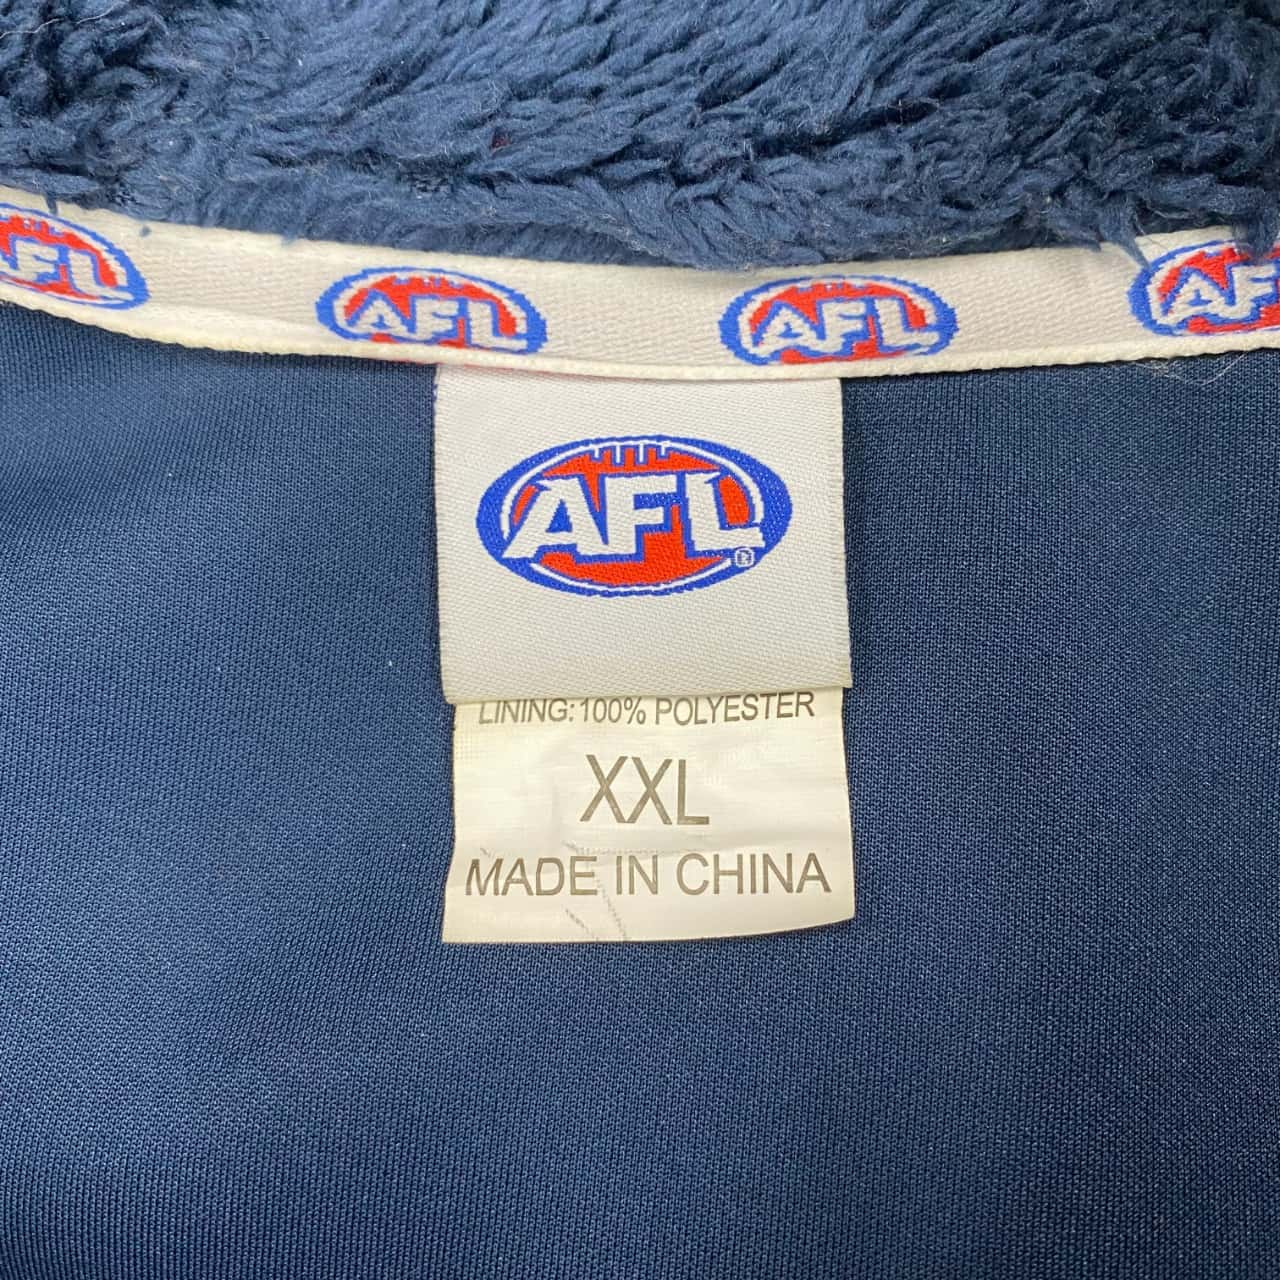 AFL AFL AFL AFL
AFL®
LINING: 100% POLYESTER
XXL
MADE IN CHINA